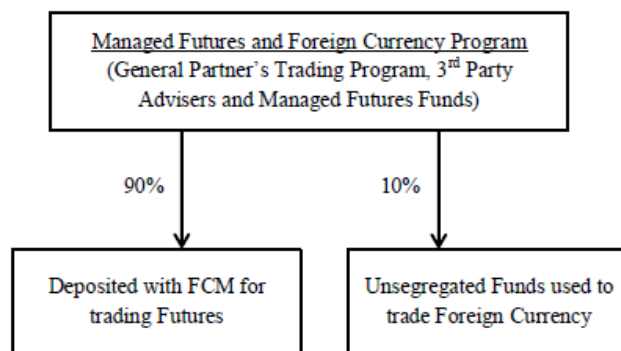 Managed Futures and Foreign Currency Program
(General Partner’s Trading Program, 3rd Party
Advisers and Managed Futures Funds)
90%
10%
Deposited with FCM for
trading Futures
Unsegregated Funds used to
trade Foreign Currency